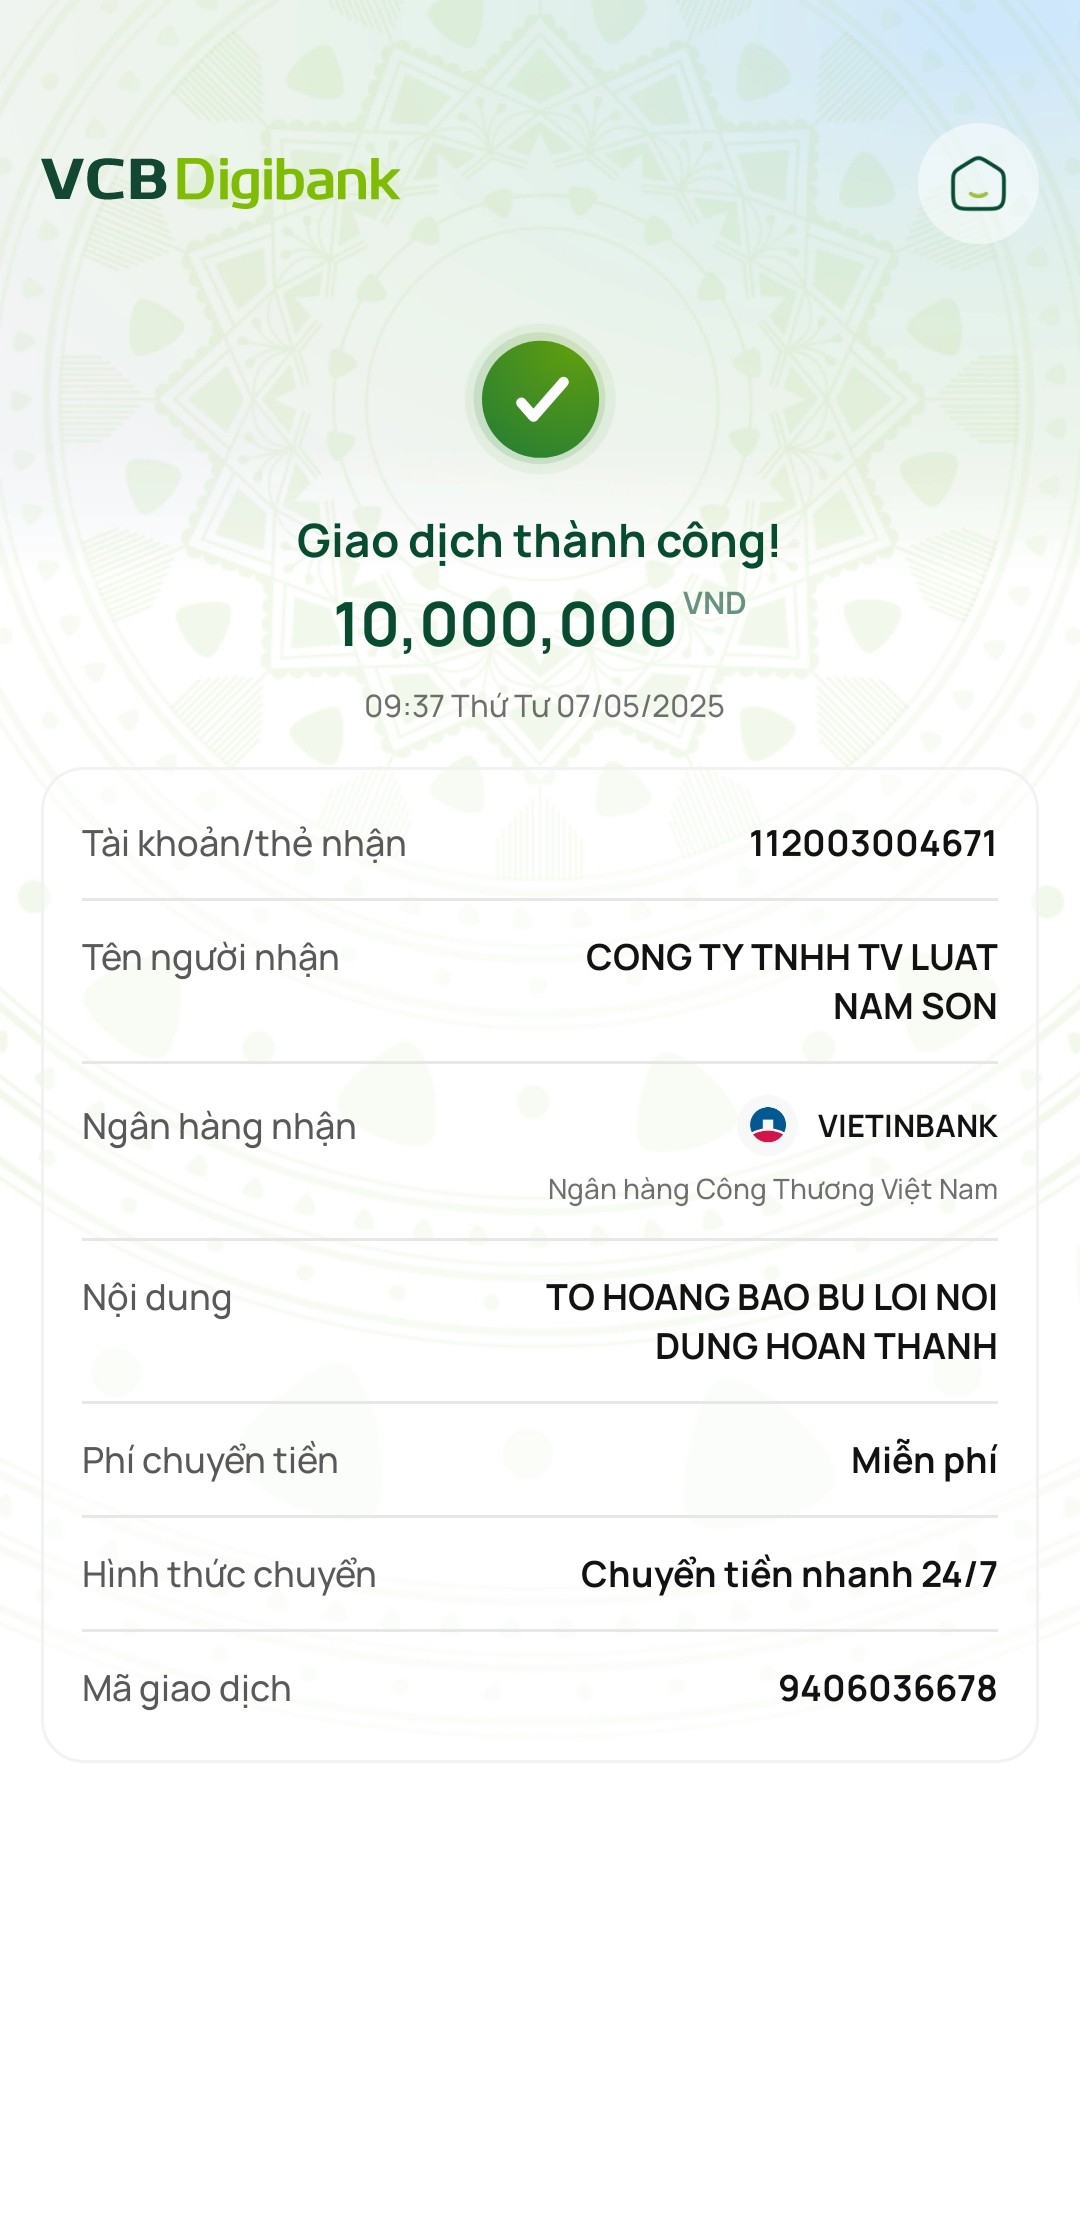 VCB Digibank
Giao dịch thành công!
10,000,000 VND
09:37 Thứ Tư 07/05/2025
Tài khoản/thẻ nhận 112003004671
Tên người nhận CONG TY TNHH TV LUAT
NAM SON
Ngân hàng nhận VIETINBANK
Ngân hàng Công Thương Việt Nam
Nội dung TO HOANG BAO BU LOI NOI
DUNG HOAN THANH
Phí chuyển tiền Miễn phí
Hình thức chuyển Chuyển tiền nhanh 24/7
Mã giao dịch 9406036678